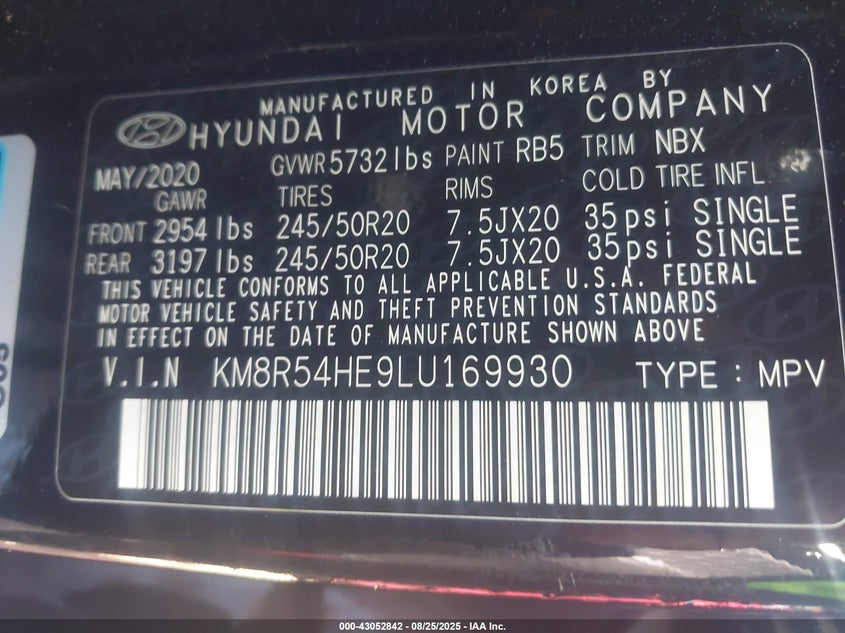 MANUFACTURED IN KOREA BY
HYUNDAI MOTOR COMPANY
MAY/2020 GVWR 5732 lbs PAINT RB5 TRIM NBX
GAWR TIRES RIMS COLD TIRE INFL.
FRONT 2954 lbs 245/50R20 7.5JX20 35psi SINGLE
REAR 3197 lbs 245/50R20 7.5JX20 35psi SINGLE
THIS VEHICLE CONFORMS TO ALL APPLICABLE U.S.A. FEDERAL
MOTOR VEHICLE SAFETY AND THEFT PREVENTION STANDARDS
IN EFFECT ON THE DATE OF MANUFACTURE SHOWN ABOVE
V.I.N KM8R54HE9LU169930 TYPE : MPV
000-43052842 - 08/25/2025 - IAA Inc.